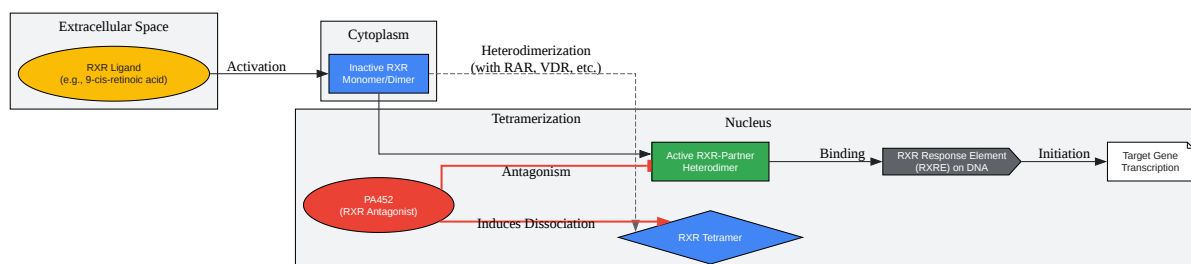 Extracellular Space
RXR Ligand
(e.g., 9-cis-retinoic acid)
Activation
Cytoplasm
Inactive RXR
Monomer/Dimer
Heterodimerization
(with RAR, VDR, etc.)
Tetramerization
Nucleus
Active RXR-Partner
Heterodimer
Binding
RXR Response Element
(RXRE) on DNA
Initiation
Target Gene
Transcription
Antagonism
PA452
(RXR Antagonist)
Induces Dissociation
RXR Tetramer